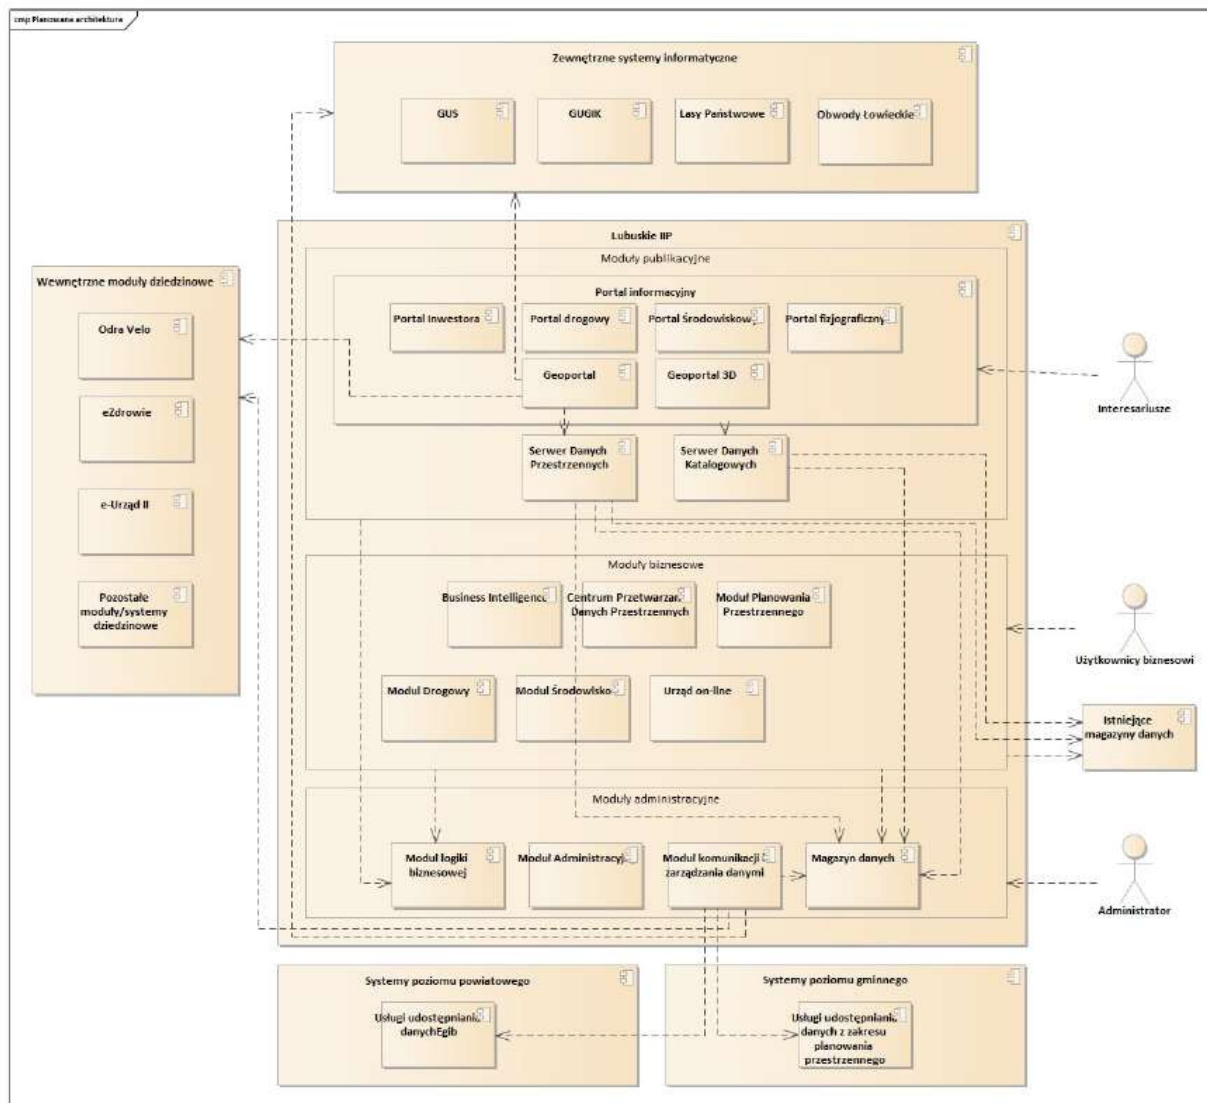 cmp Planowana architektura
Zewnętrzne systemy informatyczne
GUS
GUGIK
Lasy Państwowe
Obwody Łowieckie
Lubuskie IIP
Moduły publikacyjne
Portal informacyjny
Portal Inwestora
Portal drogowy
Portal Środowiskowy
Portal fizjograficzny
Geoportal
Geoportal 3D
Serwer Danych
Przestrzennych
Serwer Danych
Katalogowych
Wewnętrzne moduły dziedzinowe
Odra Velo
eZdrowie
e-Urząd II
Pozostałe
moduły/systemy
dziedzinowe
Interesariusze
Moduły biznesowe
Business Intelligence
Centrum Przetwarzan
Danych Przestrzennych
Moduł Planowania
Przestrzennego
Moduł Drogowy
Moduł Środowisko
Urząd on-line
Użytkownicy biznesowi
Istniejące
magazyny danych
Moduły administracyjne
Moduł logiki
biznesowej
Moduł Administracyj
Moduł komunikacji i
zarządzania danymi
Magazyn danych
Administrator
Systemy poziomu powiatowego
Usługi udostępniania
danychEgib
Systemy poziomu gminnego
Usługi udostępniania
danych z zakresu
planowania
przestrzennego